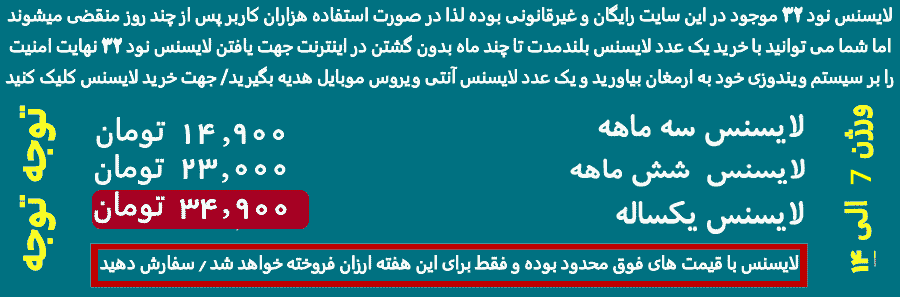 لایسنس نود ۳۲ موجود در این سایت رایگان و غیرقانونی بوده لذا در صورت استفاده هزاران کاربر پس از چند روز منقضی میشوند
اما شما می توانید با خرید یک عدد لایسنس بلندمدت تا چند ماه بدون گشتن در اینترنت جهت یافتن لایسنس نود ۳۲ نهایت امنیت
را بر سیستم ویندوزی خود به ارمغان بیاورید و یک عدد لایسنس آنتی ویروس موبایل هدیه بگیرید/ جهت خرید لایسنس کلیک کنید
ورژن 7 الی ۱۴
لایسنس سه ماهه ۱۴,۹۰۰ تومان
لایسنس شش ماهه ۲۳,۰۰۰ تومان
لایسنس یکساله ۳۴,۹۰۰ تومان
توجه توجه
لایسنس با قیمت های فوق محدود بوده و فقط برای این هفته ارزان فروخته خواهد شد / سفارش دهید